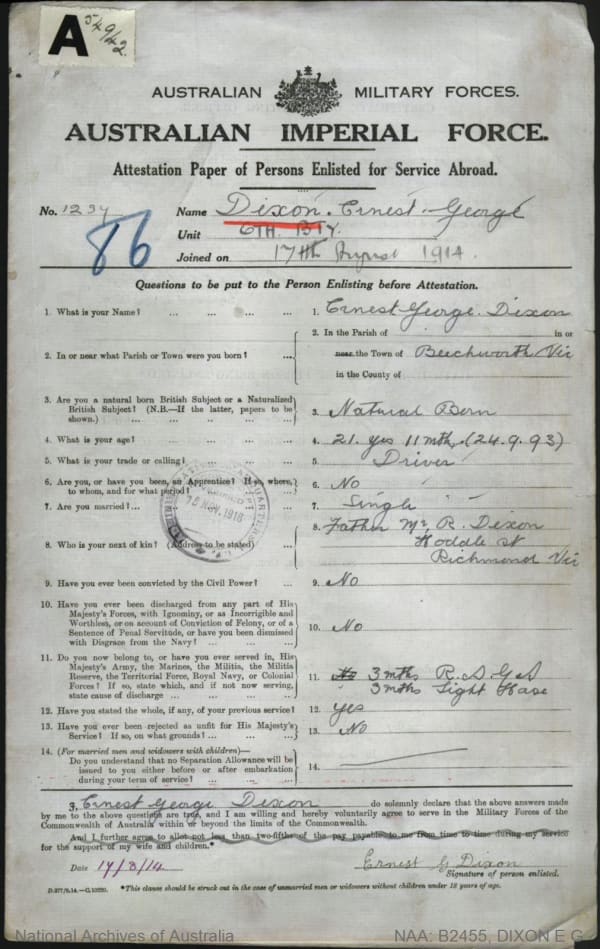 A 549/42
AUSTRALIAN MILITARY FORCES.
AUSTRALIAN IMPERIAL FORCE.
Attestation Paper of Persons Enlisted for Service Abroad.
No. 1237 Name Dixon. Ernest George
86
Unit 6TH. BTY.
Joined on 17th August 1914.
Questions to be put to the Person Enlisting before Attestation.
1. What is your Name? ... ... ... 1. Ernest George Dixon
2. In or near what Parish or Town were you born? ... 2. In the Parish of in or
near the Town of Beechworth Vic
in the County of
3. Are you a natural born British Subject or a Naturalized
British Subject? (N.B.—If the latter, papers to be
shown.) ... ... ... ... ... 3. Natural Born
4. What is your age? ... ... ... 4. 21 yrs 11 mths (24.9.93)
5. What is your trade or calling? ... ... 5. Driver
6. Are you, or have you been, an Apprentice? If so, where,
to whom, and for what period? 6. No
7. Are you married? ... ... 7. Single
8. Who is your next of kin? (Address to be stated) 8. Father Mr R. Dixon
Hoddle st
Richmond Vic
9. Have you ever been convicted by the Civil Power? ... 9. No
10. Have you ever been discharged from any part of His
Majesty's Forces, with Ignominy, or as Incorrigible and
Worthless, or on account of Conviction of Felony, or of a
Sentence of Penal Servitude, or have you been dismissed
with Disgrace from the Navy? ... ... ... 10. No
11. Do you now belong to, or have you ever served in, His
Majesty's Army, the Marines, the Militia, the Militia
Reserve, the Territorial Force, Royal Navy, or Colonial
Forces? If so, state which, and if not now serving,
state cause of discharge ... ... ... 11. No 3 mths R.A.G.A
3 mths Light Hose
12. Have you stated the whole, if any, of your previous service? 12. yes
13. Have you ever been rejected as unfit for His Majesty's
Service? If so, on what grounds? ... ... 13. No
14. (For married men and widowers with children)—
Do you understand that no Separation Allowance will be
issued to you either before or after embarkation
during your term of service? ... ... ... 14.
I, Ernest George Dixon do solemnly declare that the above answers made
by me to the above questions are true, and I am willing and hereby voluntarily agree to serve in the Military Forces of the
Commonwealth of Australia within or beyond the limits of the Commonwealth.
And I further agree to allot not less than two-fifths of the pay payable to me from time to time during my service
for the support of my wife and children.*
Date 17/8/14 Ernest G Dixon
Signature of person enlisted.
*This clause should be struck out in the case of unmarried men or widowers without children under 18 years of age.
National Archives of Australia NAA: B2455, DIXON E G